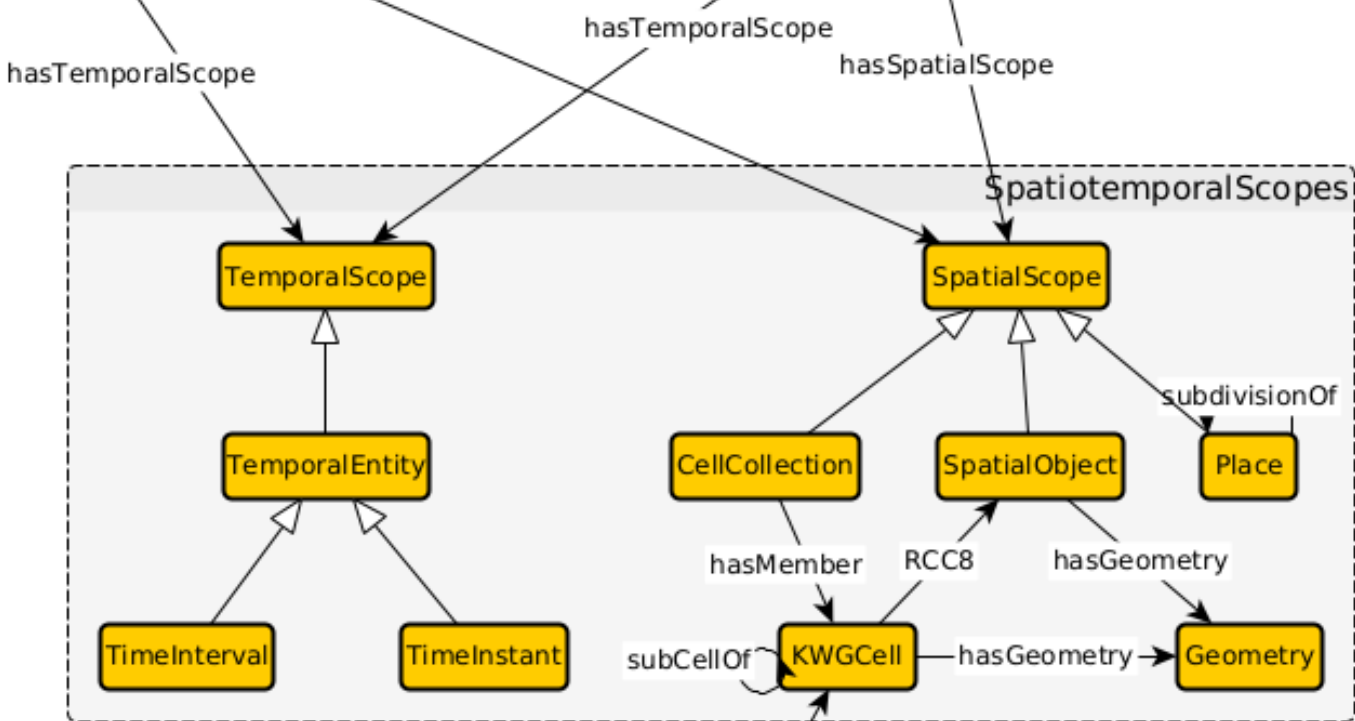 hasTemporalScope
hasSpatialScope
hasTemporalScope
SpatiotemporalScopes
TemporalScope
SpatialScope
subdivisionOf
TemporalEntity
CellCollection
SpatialObject
Place
hasMember
RCC8
hasGeometry
TimeInterval
TimeInstant
subCellOf
KWGCell
hasGeometry
Geometry